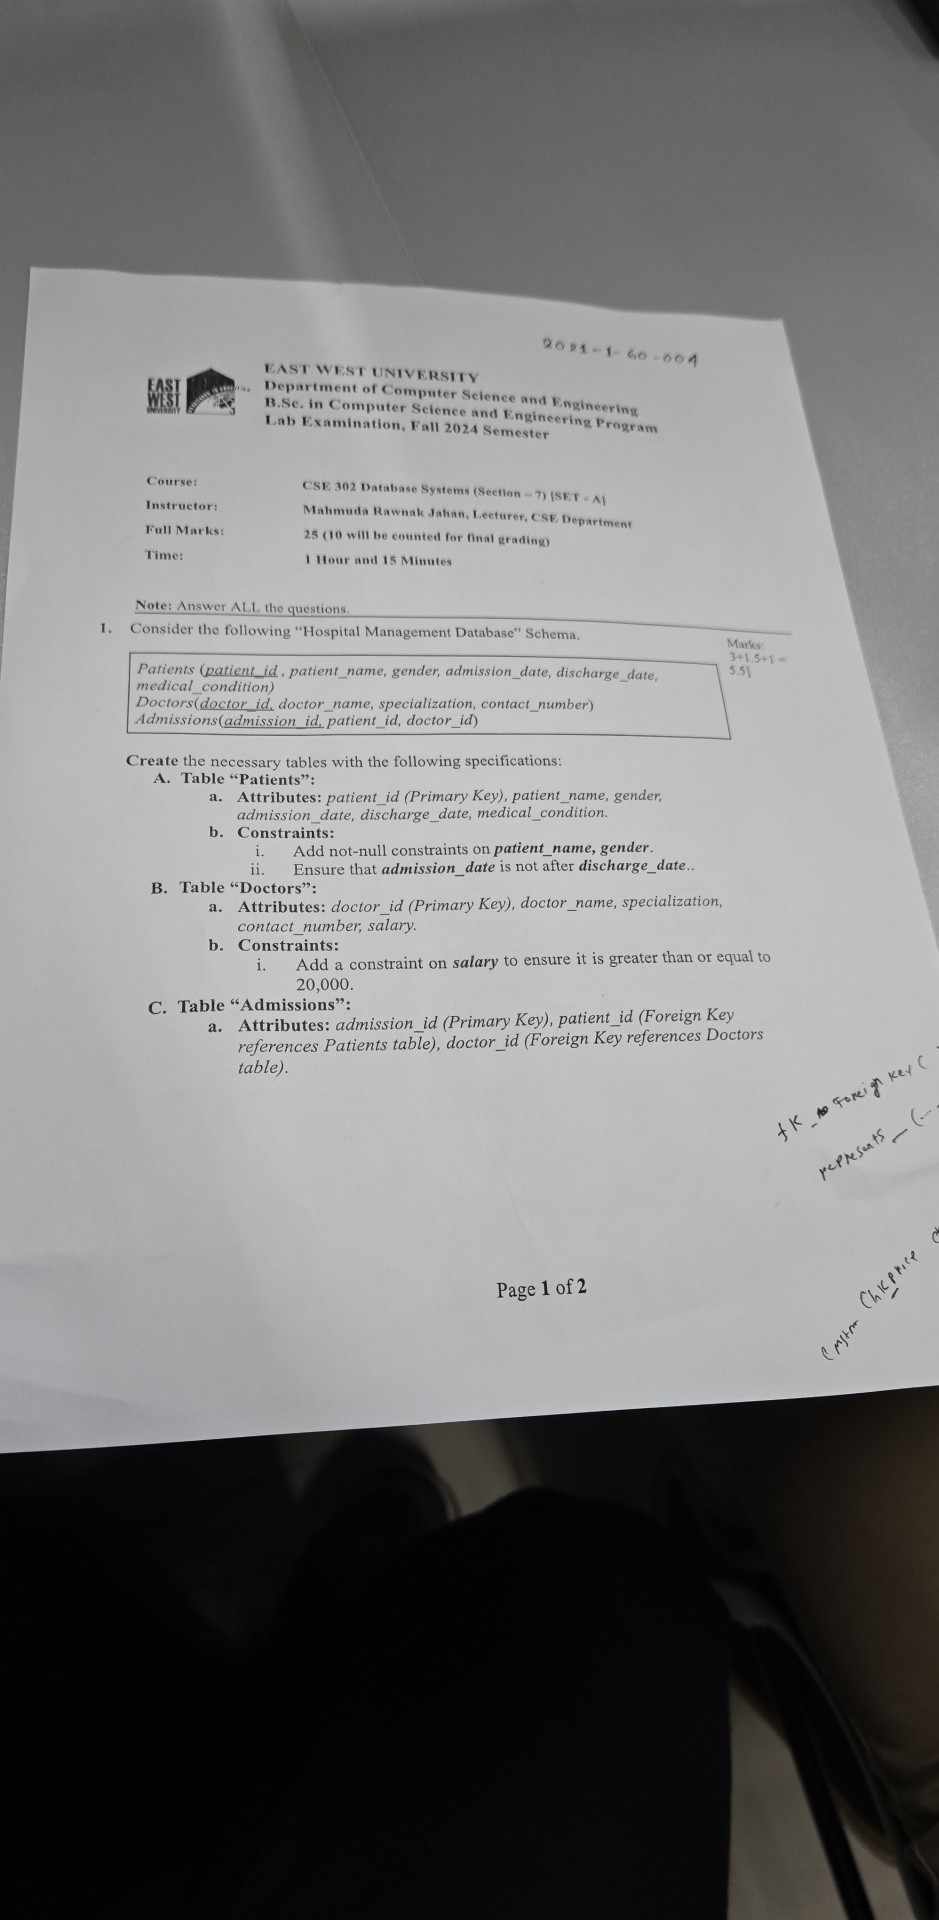 2021-1-60-004
EAST WEST UNIVERSITY
EAST
WEST
UNIVERSITY
Department of Computer Science and Engineering
B.Sc. in Computer Science and Engineering Program
Lab Examination, Fall 2024 Semester
Course: CSE 302 Database Systems (Section – 7) [SET - A]
Instructor: Mahmuda Rawnak Jahan, Lecturer, CSE Department
Full Marks: 25 (10 will be counted for final grading)
Time: 1 Hour and 15 Minutes
Note: Answer ALL the questions.
1. Consider the following “Hospital Management Database” Schema.
Marks:
3+1.5+1 =
5.5]
Patients (patient_id , patient_name, gender, admission_date, discharge_date,
medical_condition)
Doctors(doctor_id, doctor_name, specialization, contact_number)
Admissions(admission_id, patient_id, doctor_id)
Create the necessary tables with the following specifications:
A. Table “Patients”:
a. Attributes: patient_id (Primary Key), patient_name, gender,
admission_date, discharge_date, medical_condition.
b. Constraints:
i. Add not-null constraints on patient_name, gender.
ii. Ensure that admission_date is not after discharge_date..
B. Table “Doctors”:
a. Attributes: doctor_id (Primary Key), doctor_name, specialization,
contact_number, salary.
b. Constraints:
i. Add a constraint on salary to ensure it is greater than or equal to
20,000.
C. Table “Admissions”:
a. Attributes: admission_id (Primary Key), patient_id (Foreign Key
references Patients table), doctor_id (Foreign Key references Doctors
table).
Foreign Key (
represents _ (...
Chk price
Page 1 of 2